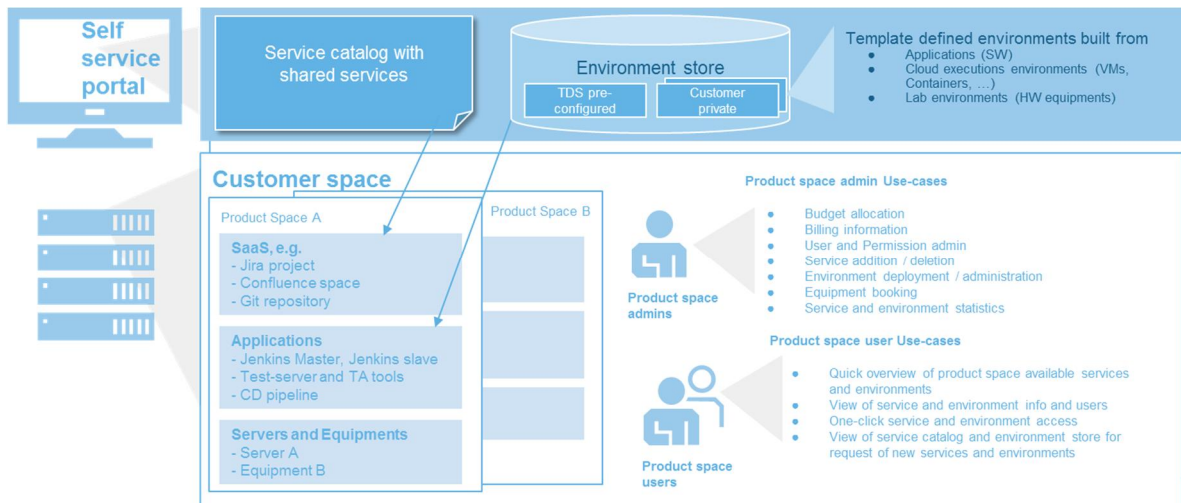 Self
service
portal
Service catalog with
shared services
Environment store
TDS pre-
configured
Customer
private
Template defined environments built from
● Applications (SW)
● Cloud executions environments (VMs,
Containers, …)
● Lab environments (HW equipments)
Customer space
Product Space A
SaaS, e.g.
- Jira project
- Confluence space
- Git repository
Applications
- Jenkins Master, Jenkins slave
- Test-server and TA tools
- CD pipeline
Servers and Equipments
- Server A
- Equipment B
Product Space B
Product space admin Use-cases
● Budget allocation
● Billing information
● User and Permission admin
● Service addition / deletion
● Environment deployment / administration
● Equipment booking
● Service and environment statistics
Product space
admins
Product space user Use-cases
● Quick overview of product space available services
and environments
● View of service and environment info and users
● One-click service and environment access
● View of service catalog and environment store for
request of new services and environments
Product space
users